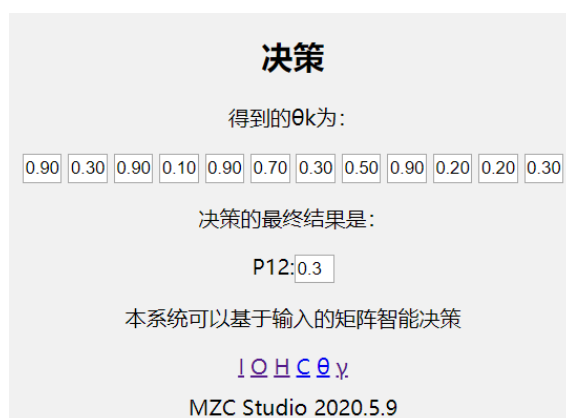 决策
得到的θk为：
0.90 0.30 0.90 0.10 0.90 0.70 0.30 0.50 0.90 0.20 0.20 0.30
决策的最终结果是：
P12:0.3
本系统可以基于输入的矩阵智能决策
I O H C θ γ
MZC Studio 2020.5.9